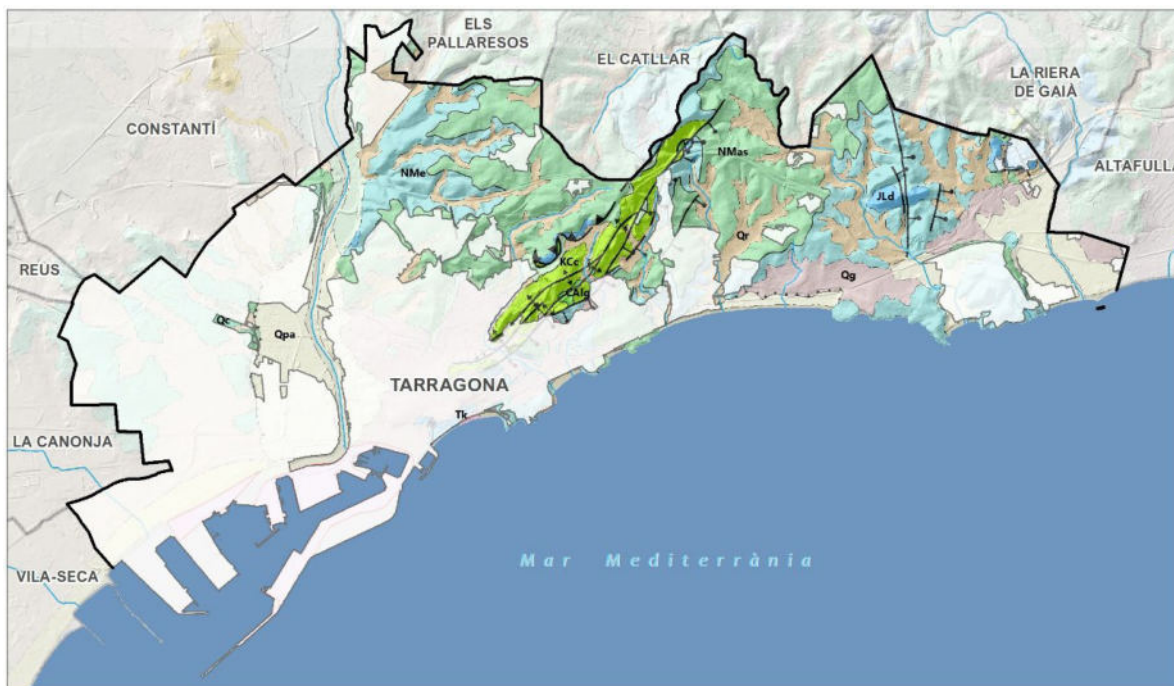 ELS
PALLARESOS
EL CATLLAR
LA RIERA
DE GAIÀ
CONSTANTÍ
ALTAFULLA
NMas
NMe
JLd
REUS
Qr
KCc
Qg
CAlg
Qc
Qpa
TARRAGONA
Tk
LA CANONJA
Mar Mediterrània
VILA-SECA